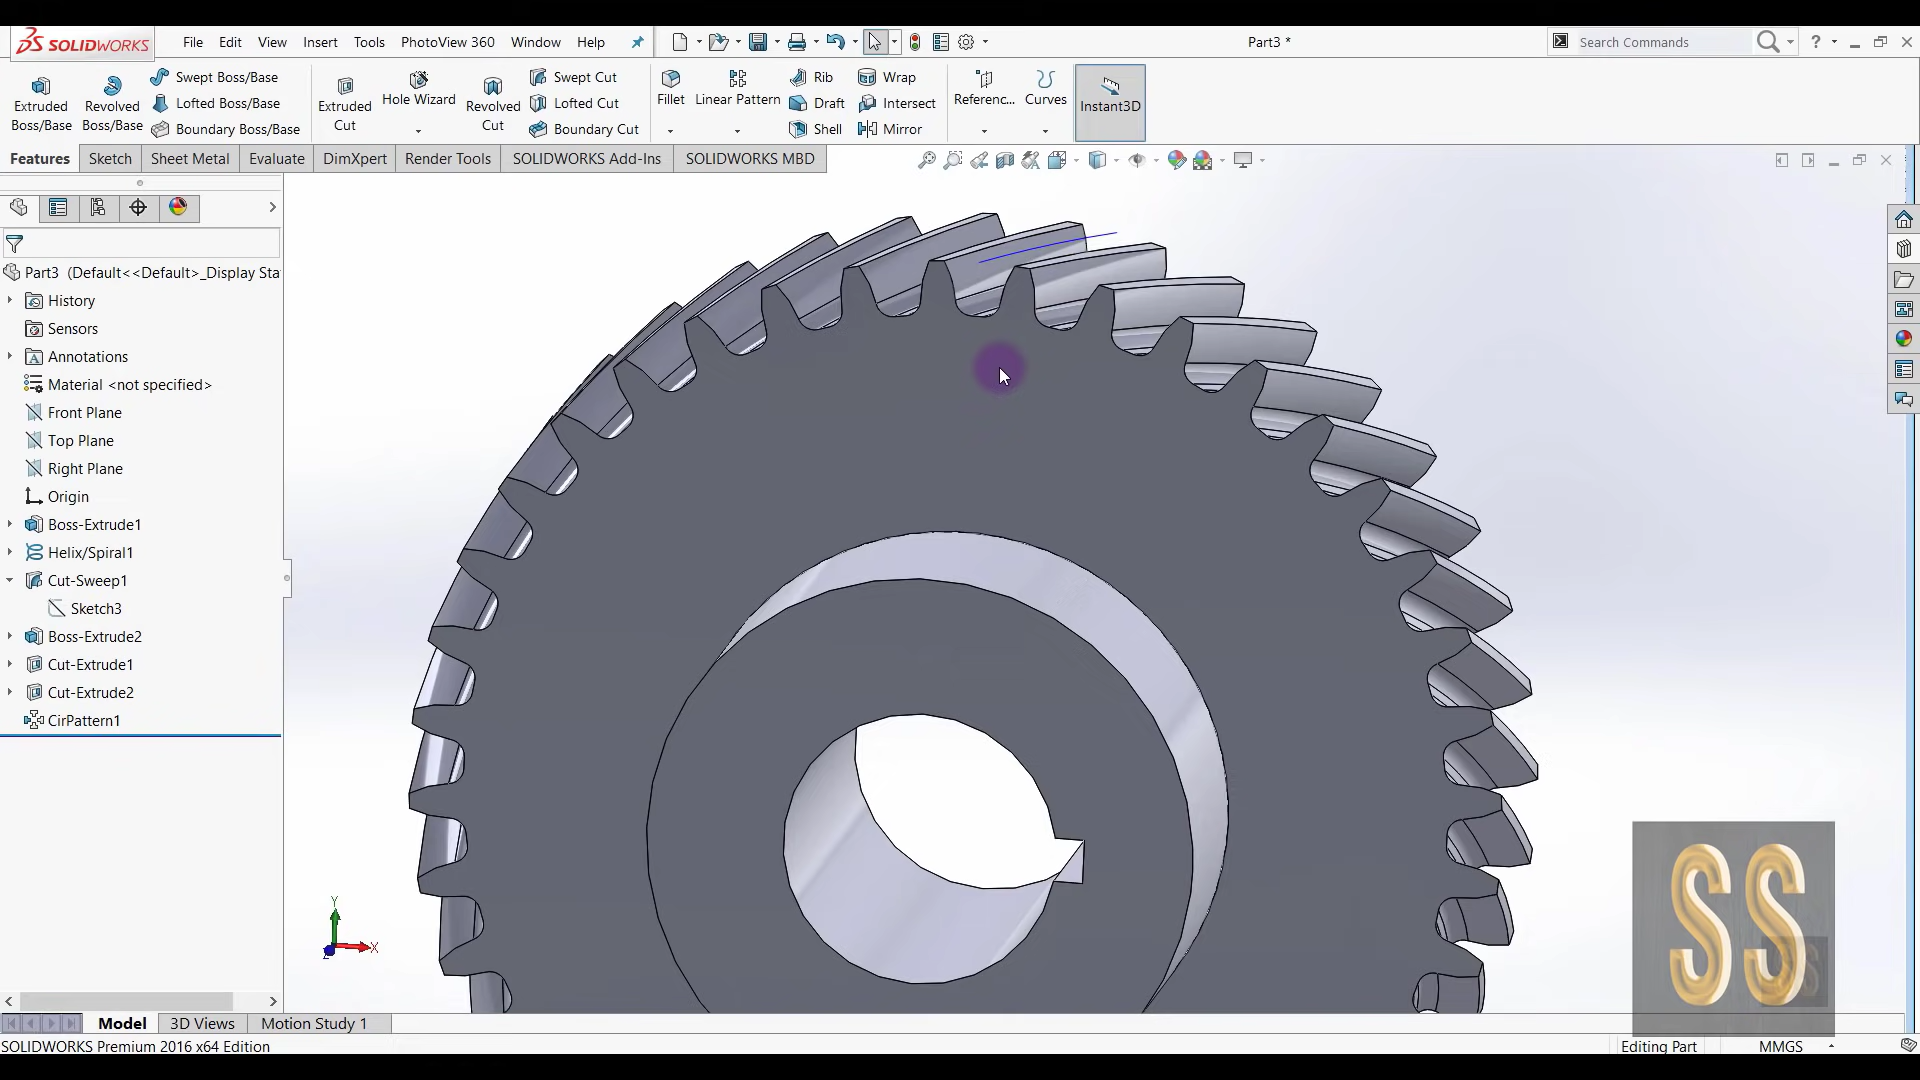 SOLIDWORKS File Edit View Insert Tools PhotoView 360 Window Help Part3 * Search Commands ?
Extruded Boss/Base
Revolved Boss/Base
Swept Boss/Base
Lofted Boss/Base
Boundary Boss/Base
Extruded Cut
Hole Wizard
Revolved Cut
Swept Cut
Lofted Cut
Boundary Cut
Fillet
Linear Pattern
Rib
Draft
Shell
Wrap
Intersect
Mirror
Referenc...
Curves
Instant3D
Features Sketch Sheet Metal Evaluate DimXpert Render Tools SOLIDWORKS Add-Ins SOLIDWORKS MBD
Part3 (Default<<Default>_Display Sta
History
Sensors
Annotations
Material <not specified>
Front Plane
Top Plane
Right Plane
Origin
Boss-Extrude1
Helix/Spiral1
Cut-Sweep1
Sketch3
Boss-Extrude2
Cut-Extrude1
Cut-Extrude2
CirPattern1
Y
X
Z
SS
Model 3D Views Motion Study 1
SOLIDWORKS Premium 2016 x64 Edition Editing Part MMGS